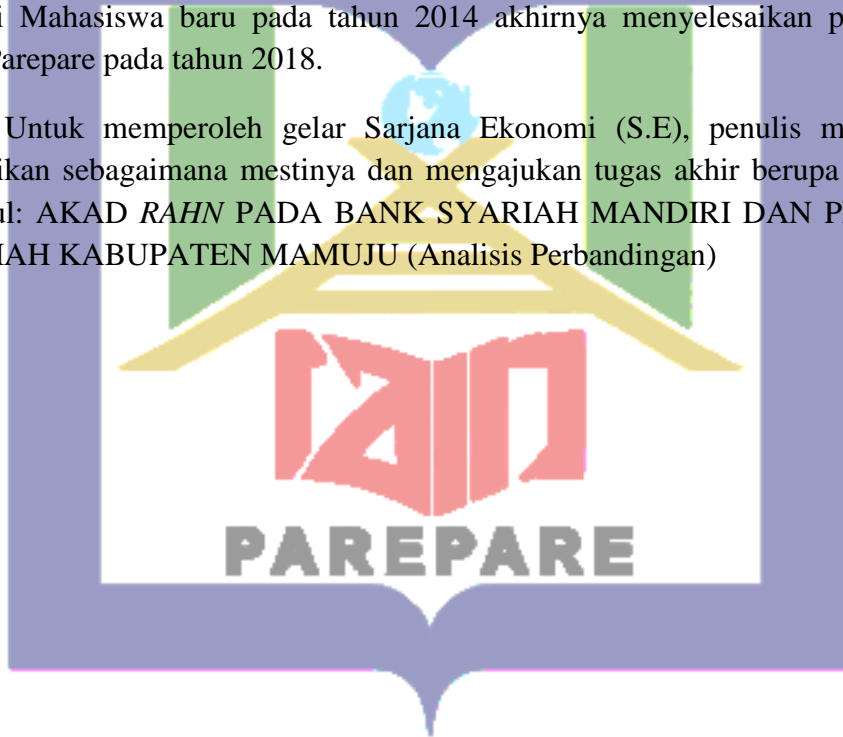 i Mahasiswa baru pada tahun 2014 akhirnya menyelesaikan p
Parepare pada tahun 2018.
Untuk memperoleh gelar Sarjana Ekonomi (S.E), penulis m
ikan sebagaimana mestinya dan mengajukan tugas akhir berupa
ul: AKAD RAHN PADA BANK SYARIAH MANDIRI DAN P
IAH KABUPATEN MAMUJU (Analisis Perbandingan)
iain
PAREPARE